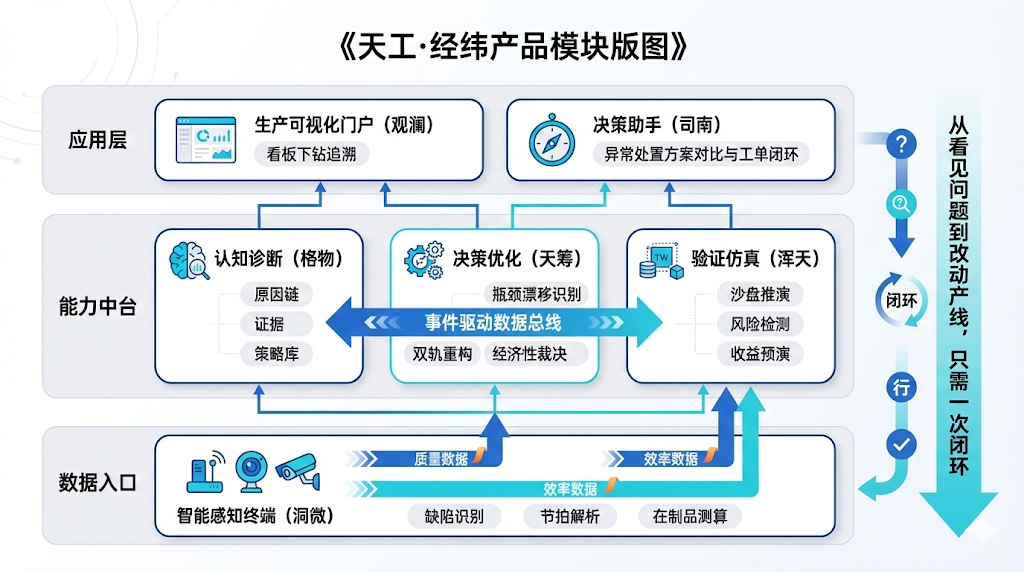 《天工·经纬产品模块版图》
应用层
生产可视化门户（观澜）
看板下钻追溯
决策助手（司南）
异常处置方案对比与工单闭环
能力中台
认知诊断（格物）
原因链
证据
策略库
决策优化（天筹）
瓶颈漂移识别
事件驱动数据总线
双轨重构
经济性裁决
TW
验证仿真（浑天）
沙盘推演
风险检测
收益预演
数据入口
智能感知终端（洞微）
质量数据
效率数据
效率数据
缺陷识别
节拍解析
在制品测算
?
?
闭环
行
从看见问题到改动产线，只需一次闭环